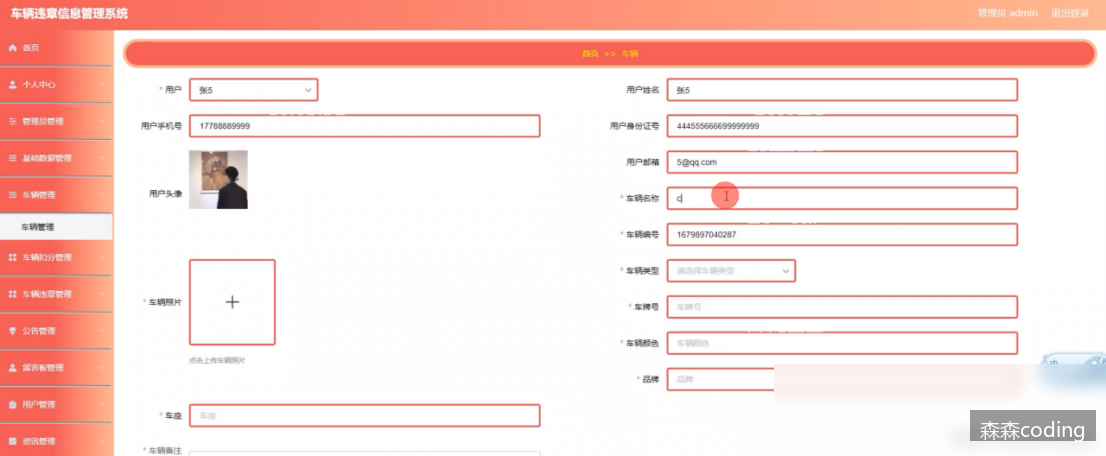 车辆违章信息管理系统
管理员 admin 退出登录
首页
个人中心
管理员管理
基础数据管理
车辆管理
车辆管理
车辆扣分管理
车辆违章管理
公告管理
留言板管理
用户管理
资讯管理
首页 >> 车辆
* 用户 张5
用户姓名 张5
用户手机号 17788889999
用户身份证号 444555666699999999
用户邮箱 5@qq.com
用户头像
* 车辆名称 c
* 车辆编号 1679897040287
* 车辆类型 请选择车辆类型
* 车辆照片
点击上传车辆照片
* 车牌号 车牌号
* 车辆颜色 车辆颜色
* 品牌 品牌
* 车座 车座
* 车辆备注
中
森森coding